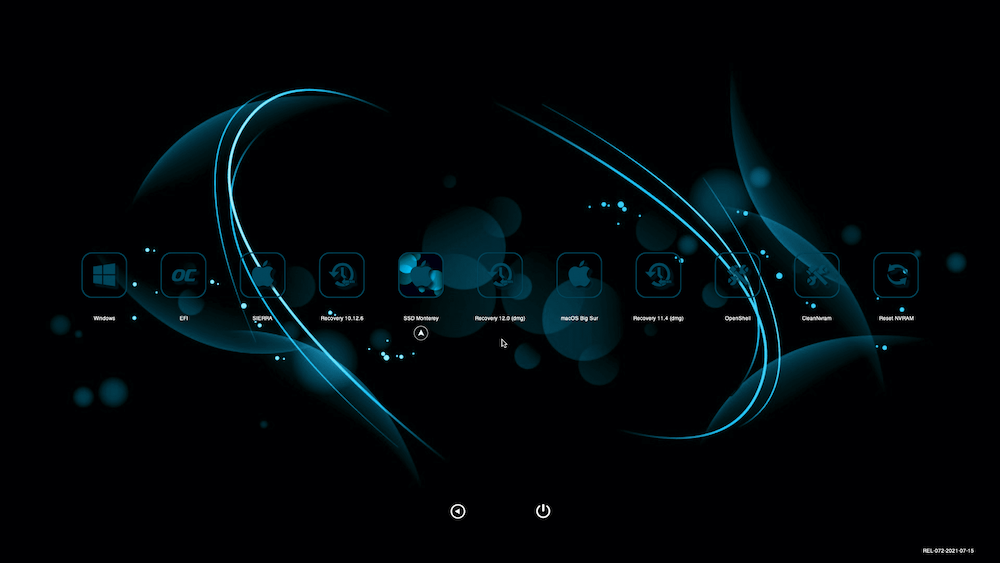 OC
Windows
EFI
SIERRA
Recovery 10.12.6
SSD Monterey
Recovery 12.0 (dmg)
macOS Big Sur
Recovery 11.4 (dmg)
OpenShell
CleanNvram
Reset NVRAM
REL-072-2021-07-15